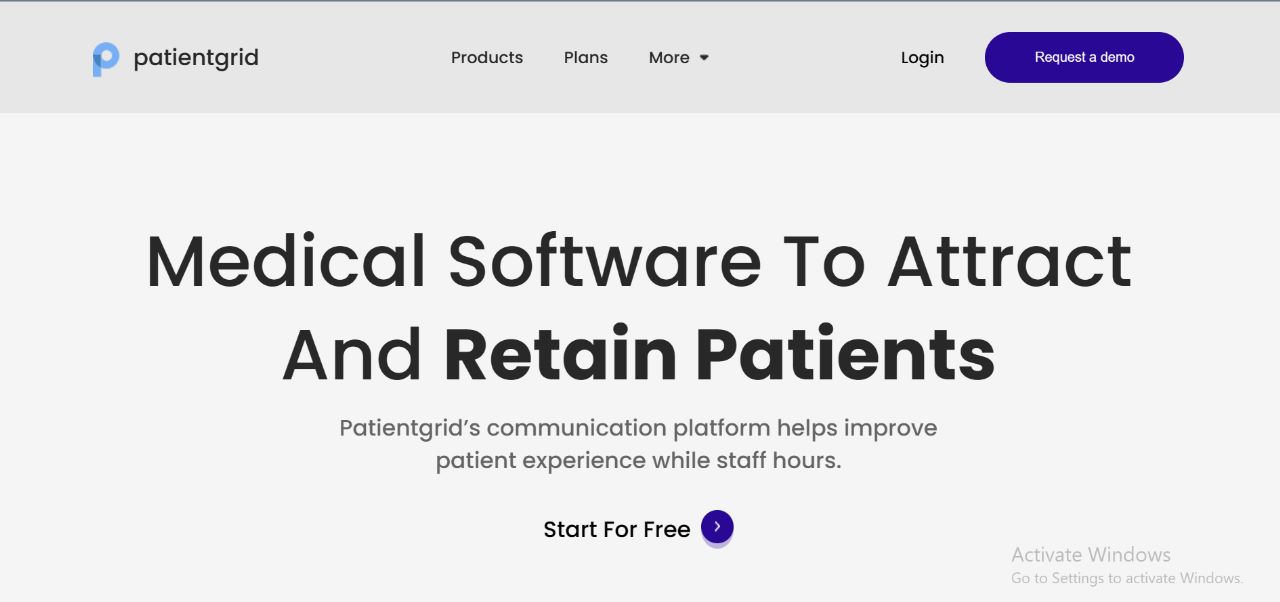 patientgrid
Products
Plans
More
Login
Request a demo
Medical Software To Attract
And Retain Patients
Patientgrid’s communication platform helps improve
patient experience while staff hours.
Start For Free
Activate Windows
Go to Settings to activate Windows.